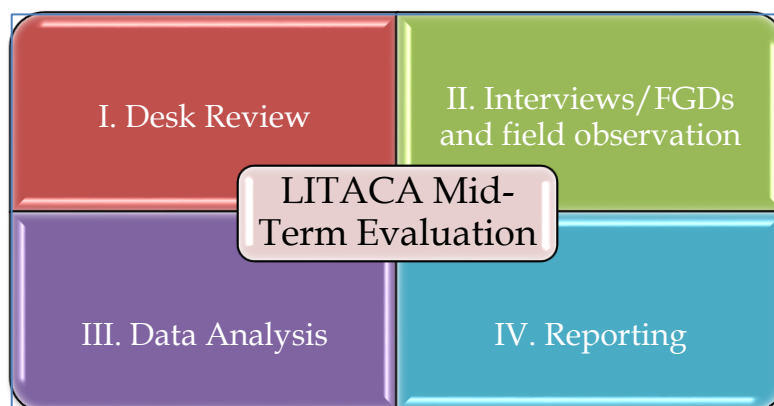 I. Desk Review
II. Interviews/FGDs
and field observation
LITACA Mid-
Term Evaluation
III. Data Analysis
IV. Reporting